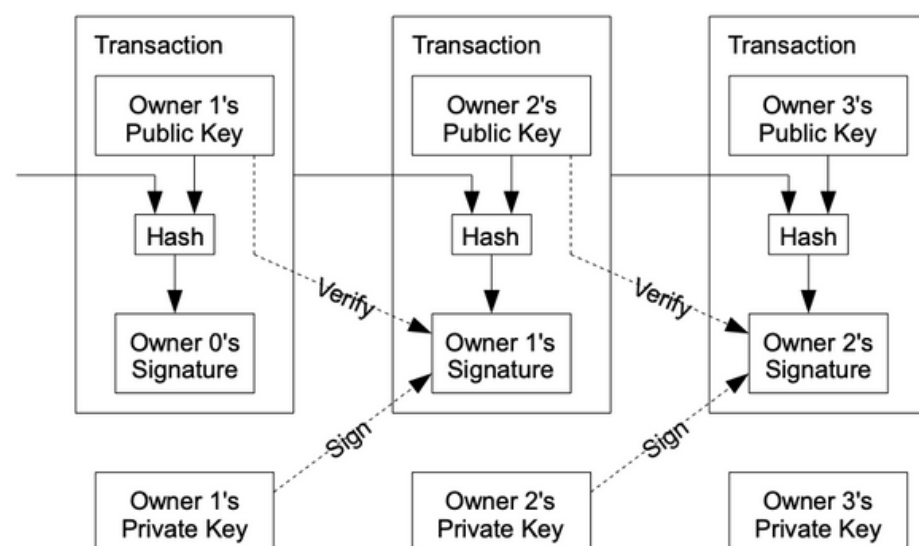 Transaction
Transaction
Transaction
Owner 1's
Public Key
Owner 2's
Public Key
Owner 3's
Public Key
Hash
Hash
Hash
Verify
Verify
Owner 0's
Signature
Owner 1's
Signature
Owner 2's
Signature
Sign
Sign
Owner 1's
Private Key
Owner 2's
Private Key
Owner 3's
Private Key